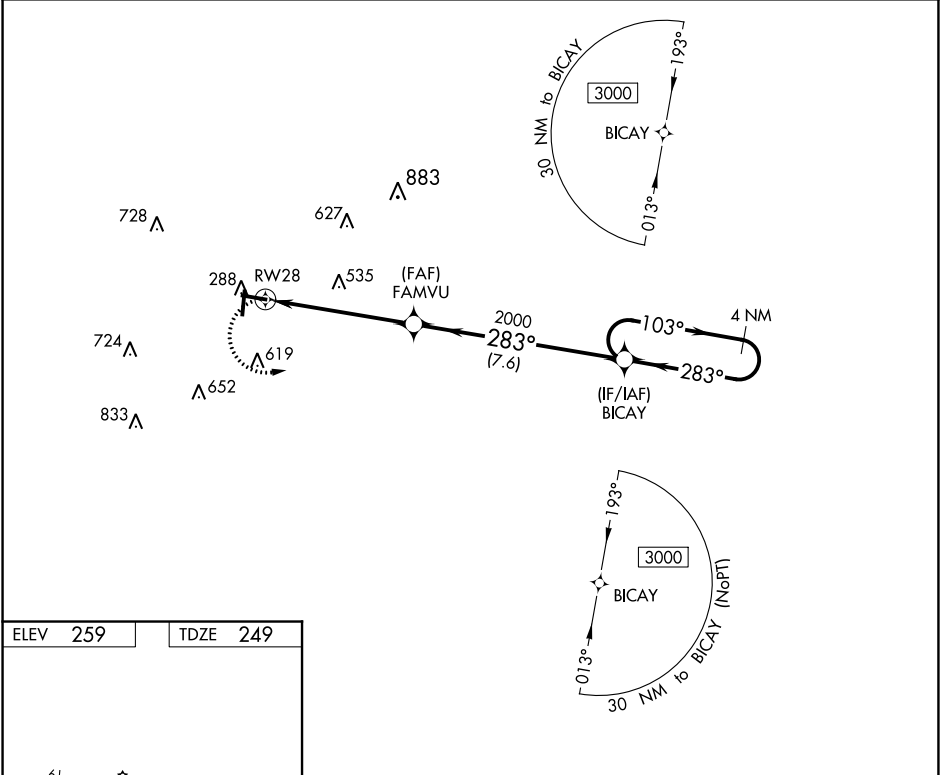 193°
30 NM to BICAY
3000
BICAY
013°
883
728
627
288
RW28
535
(FAF)
FAMVU
2000
283°
(7.6)
103°
4 NM
283°
(IF/IAF)
BICAY
724
619
652
833
193°
3000
BICAY
013°
30 NM to BICAY (NoPT)
ELEV 259
TDZE 249